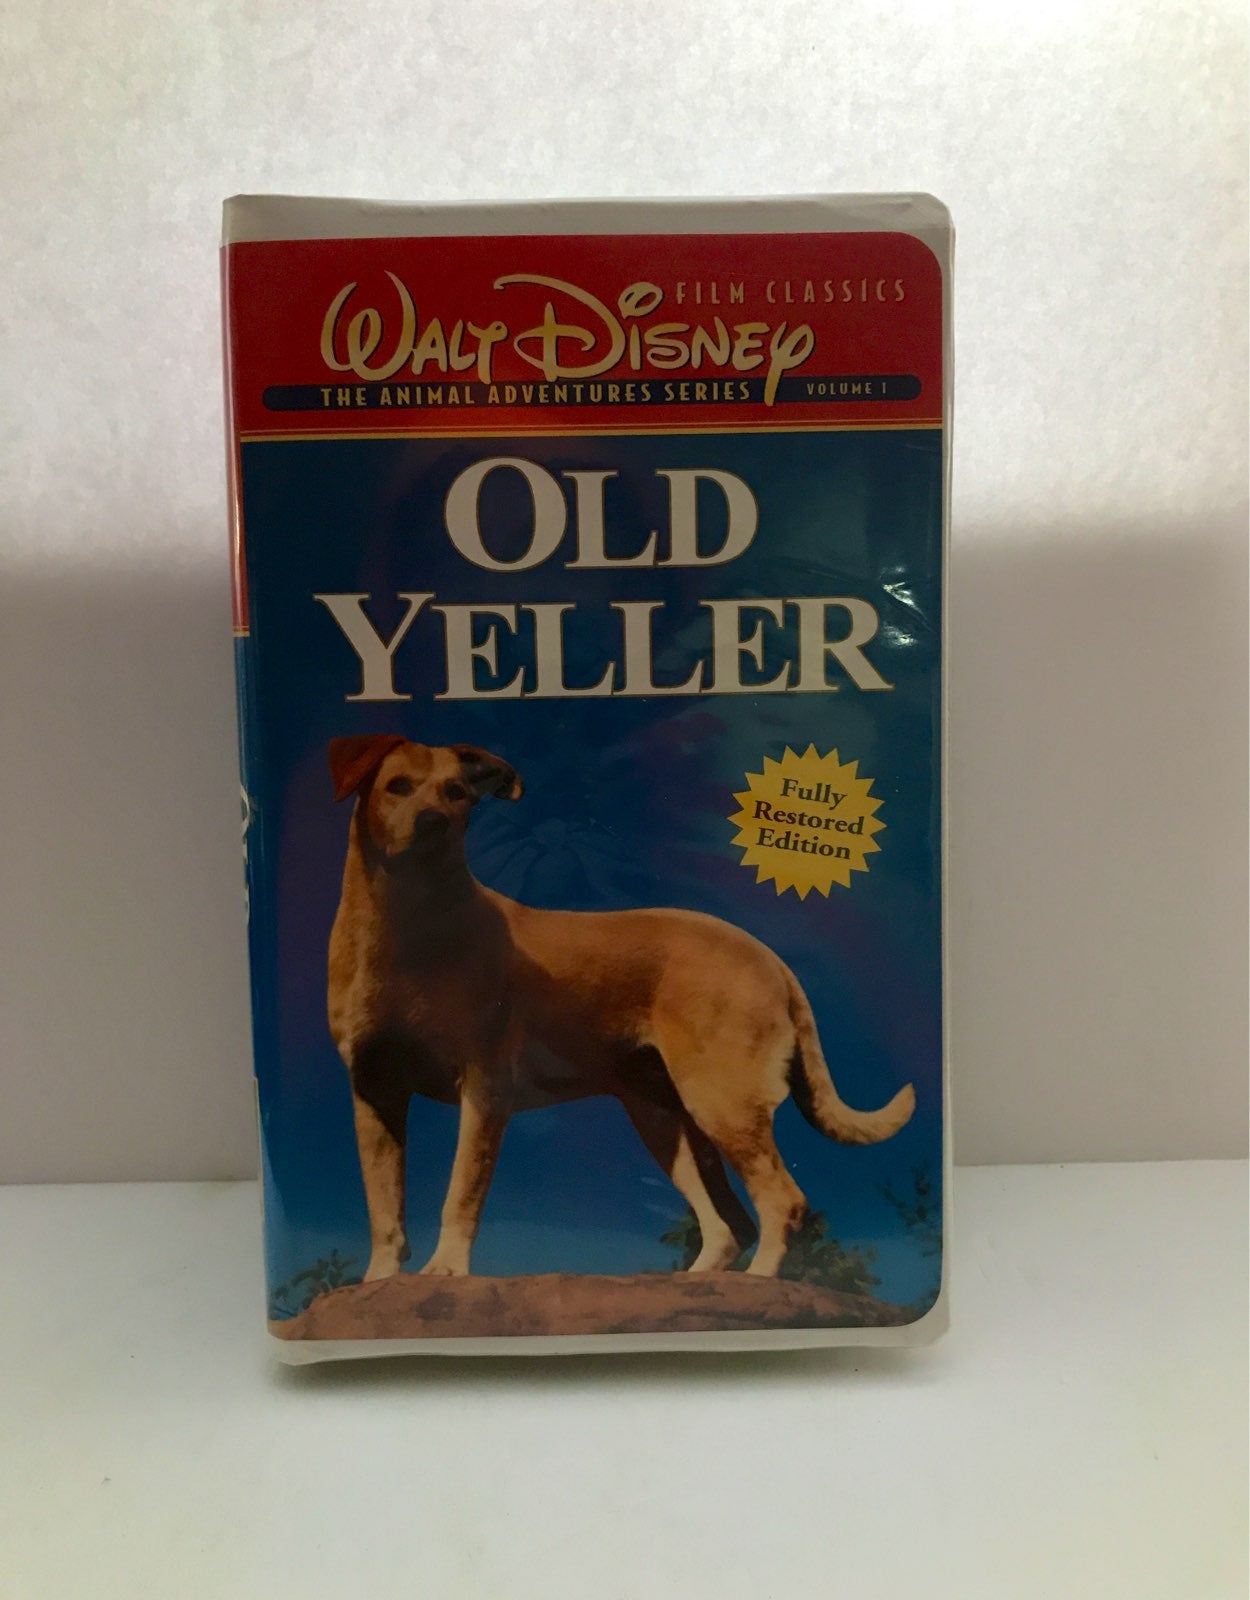 FILM CLASSICS
WALT DISNEY
THE ANIMAL ADVENTURES SERIES VOLUME 1
OLD
YELLER
Fully
Restored
Edition